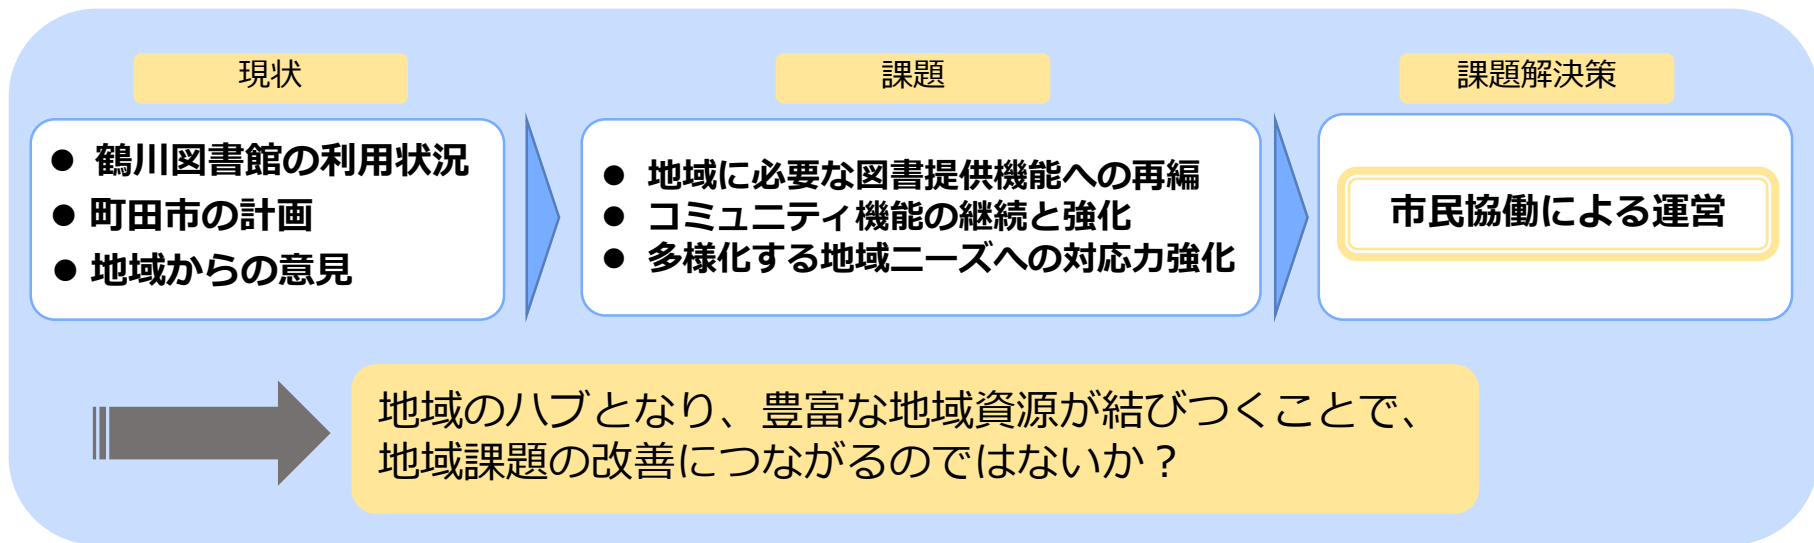 現状
● 鶴川図書館の利用状況
● 町田市の計画
● 地域からの意見
課題
● 地域に必要な図書提供機能への再編
● コミュニティ機能の継続と強化
● 多様化する地域ニーズへの対応力強化
課題解決策
市民協働による運営
地域のハブとなり、豊富な地域資源が結びつくことで、
地域課題の改善につながるのではないか？